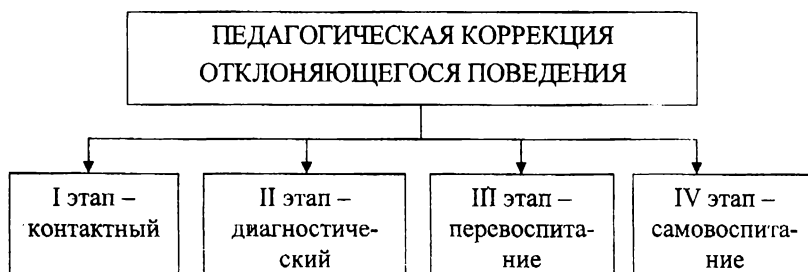 ПЕДАГОГИЧЕСКАЯ КОРРЕКЦИЯ
ОТКЛОНЯЮЩЕГОСЯ ПОВЕДЕНИЯ
I этап –
контактный
II этап –
диагностиче-
ский
III этап –
перевоспита-
ние
IV этап –
самовоспита-
ние